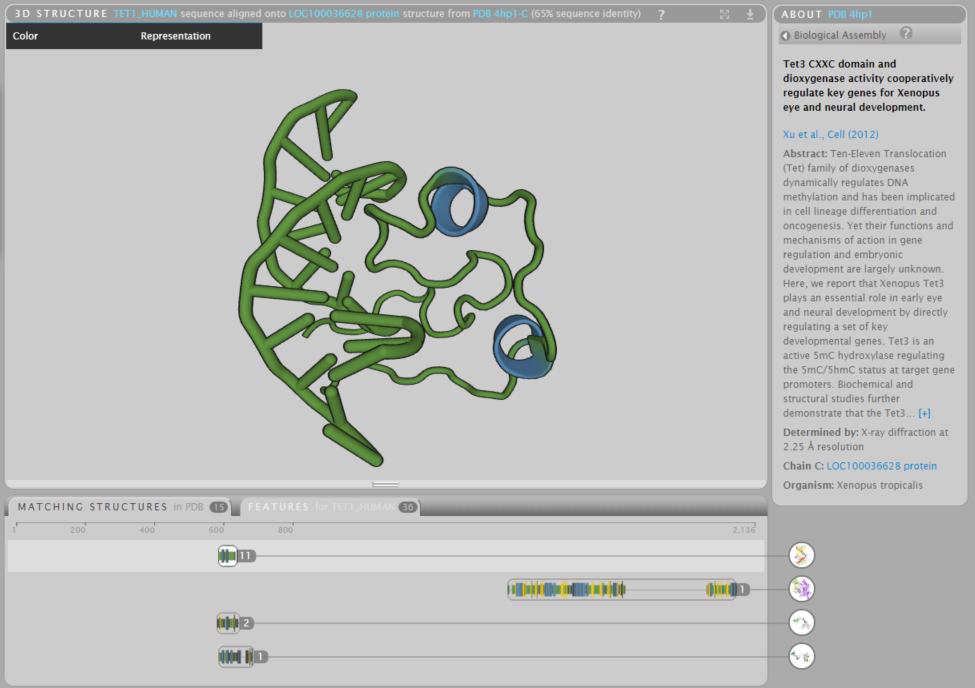 3D STRUCTURE TET1_HUMAN sequence aligned onto LOC100036628 protein structure from PDB 4hp1-C (65% sequence identity) ?
Color Representation
ABOUT PDB 4hp1
Biological Assembly ?
Tet3 CXXC domain and
dioxygenase activity cooperatively
regulate key genes for Xenopus
eye and neural development.
Xu et al., Cell (2012)
Abstract: Ten-Eleven Translocation
(Tet) family of dioxygenases
dynamically regulates DNA
methylation and has been implicated
in cell lineage differentiation and
oncogenesis. Yet their functions and
mechanisms of action in gene
regulation and embryonic
development are largely unknown.
Here, we report that Xenopus Tet3
plays an essential role in early eye
and neural development by directly
regulating a set of key
developmental genes. Tet3 is an
active 5mC hydroxylase regulating
the 5mC/5hmC status at target gene
promoters. Biochemical and
structural studies further
demonstrate that the Tet3... [+]
Determined by: X-ray diffraction at
2.25 Å resolution
Chain C: LOC100036628 protein
Organism: Xenopus tropicalis
MATCHING STRUCTURES in PDB 15 FEATURES for TET1_HUMAN 36
1 200 400 600 800 2,136
11
1
2
1